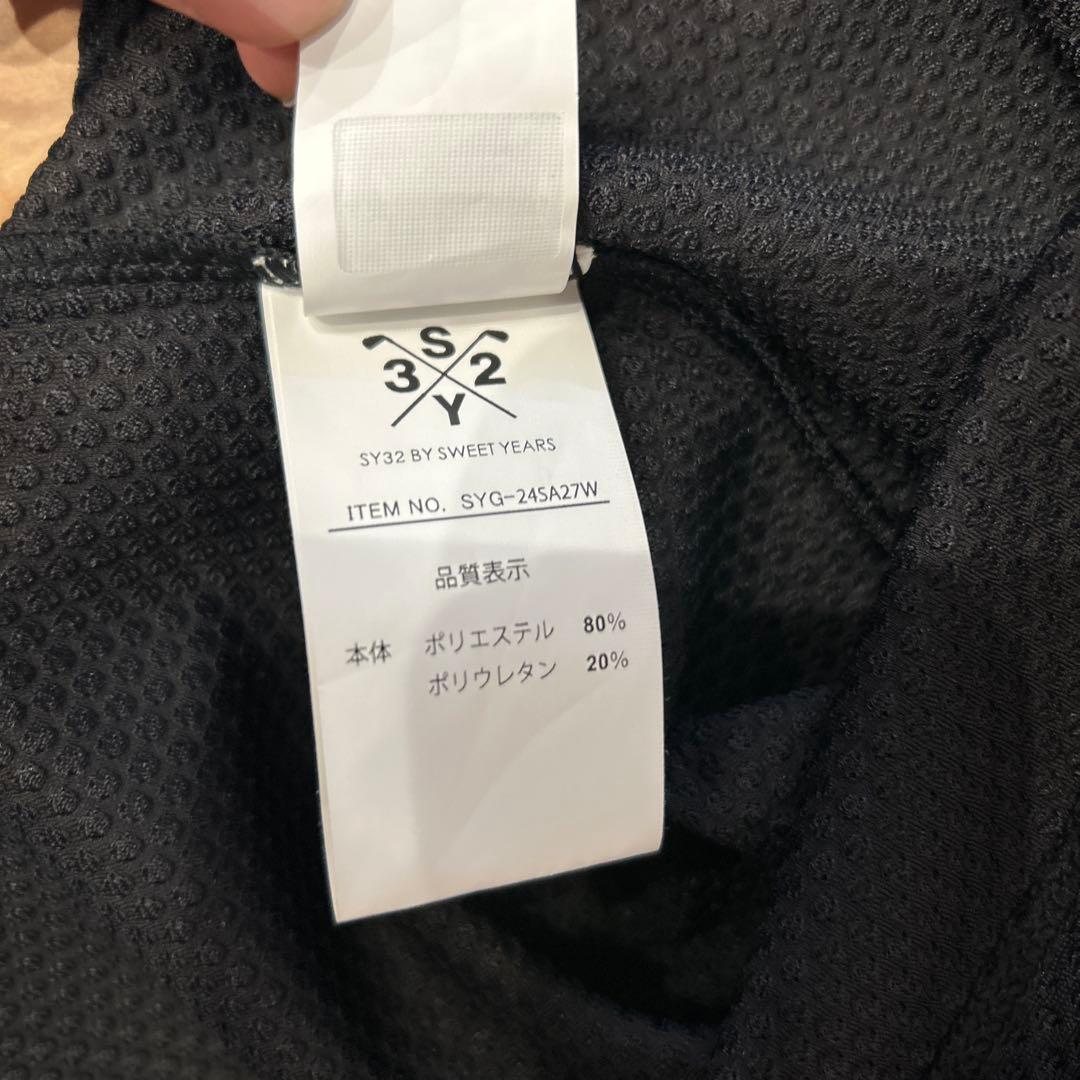 S
3 2
Y
SY32 BY SWEET YEARS
ITEM NO. SYG-24SA27W
品質表示
本体 ポリエステル 80%
ポリウレタン 20%